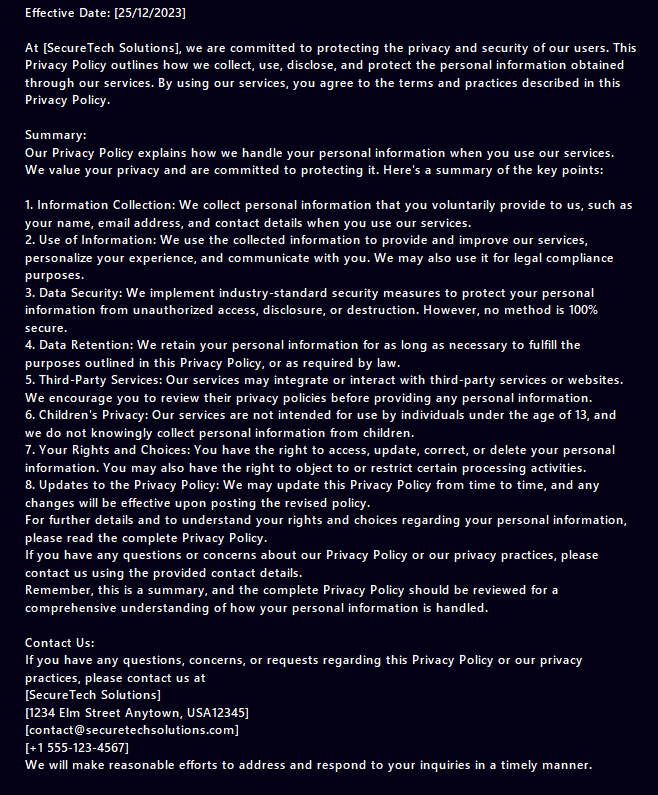 Effective Date: [25/12/2023]
At [SecureTech Solutions], we are committed to protecting the privacy and security of our users. This
Privacy Policy outlines how we collect, use, disclose, and protect the personal information obtained
through our services. By using our services, you agree to the terms and practices described in this
Privacy Policy.
Summary:
Our Privacy Policy explains how we handle your personal information when you use our services.
We value your privacy and are committed to protecting it. Here's a summary of the key points:
1. Information Collection: We collect personal information that you voluntarily provide to us, such as
your name, email address, and contact details when you use our services.
2. Use of Information: We use the collected information to provide and improve our services,
personalize your experience, and communicate with you. We may also use it for legal compliance
purposes.
3. Data Security: We implement industry-standard security measures to protect your personal
information from unauthorized access, disclosure, or destruction. However, no method is 100%
secure.
4. Data Retention: We retain your personal information for as long as necessary to fulfill the
purposes outlined in this Privacy Policy, or as required by law.
5. Third-Party Services: Our services may integrate or interact with third-party services or websites.
We encourage you to review their privacy policies before providing any personal information.
6. Children's Privacy: Our services are not intended for use by individuals under the age of 13, and
we do not knowingly collect personal information from children.
7. Your Rights and Choices: You have the right to access, update, correct, or delete your personal
information. You may also have the right to object to or restrict certain processing activities.
8. Updates to the Privacy Policy: We may update this Privacy Policy from time to time, and any
changes will be effective upon posting the revised policy.
For further details and to understand your rights and choices regarding your personal information,
please read the complete Privacy Policy.
If you have any questions or concerns about our Privacy Policy or our privacy practices, please
contact us using the provided contact details.
Remember, this is a summary, and the complete Privacy Policy should be reviewed for a
comprehensive understanding of how your personal information is handled.
Contact Us:
If you have any questions, concerns, or requests regarding this Privacy Policy or our privacy
practices, please contact us at
[SecureTech Solutions]
[1234 Elm Street Anytown, USA12345]
[contact@securetechsolutions.com]
[+1 555-123-4567]
We will make reasonable efforts to address and respond to your inquiries in a timely manner.